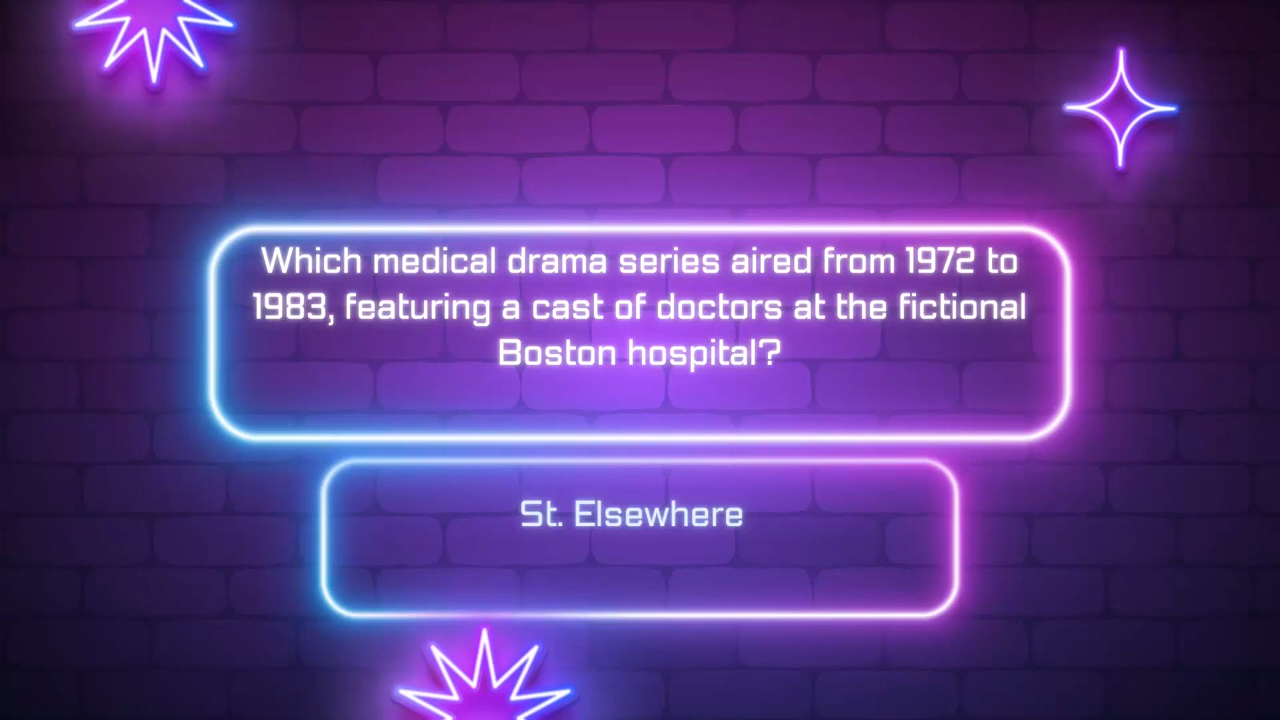 Which medical drama series aired from 1972 to
1983, featuring a cast of doctors at the fictional
Boston hospital?
St. Elsewhere